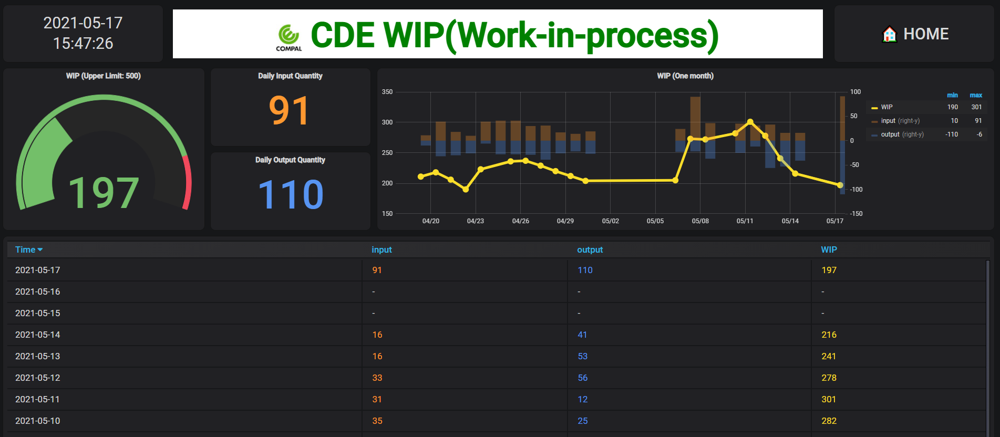 2021-05-17
15:47:26
COMPAL
CDE WIP(Work-in-process)
HOME
WIP (Upper Limit: 500)
197
Daily Input Quantity
91
Daily Output Quantity
110
WIP (One month)
350
300
250
200
150
100
50
0
-50
-100
-150
04/20 04/23 04/26 04/29 05/02 05/05 05/08 05/11 05/14 05/17
min max
WIP 190 301
input (right-y) 10 91
output (right-y) -110 -6
Time input output WIP
2021-05-17 91 110 197
2021-05-16 - - -
2021-05-15 - - -
2021-05-14 16 41 216
2021-05-13 16 53 241
2021-05-12 33 56 278
2021-05-11 31 12 301
2021-05-10 35 25 282